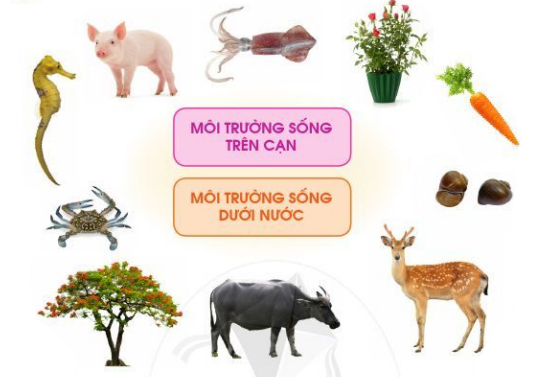 MÔI TRƯỜNG SỐNG
TRÊN CẠN
MÔI TRƯỜNG SỐNG
DƯỚI NƯỚC